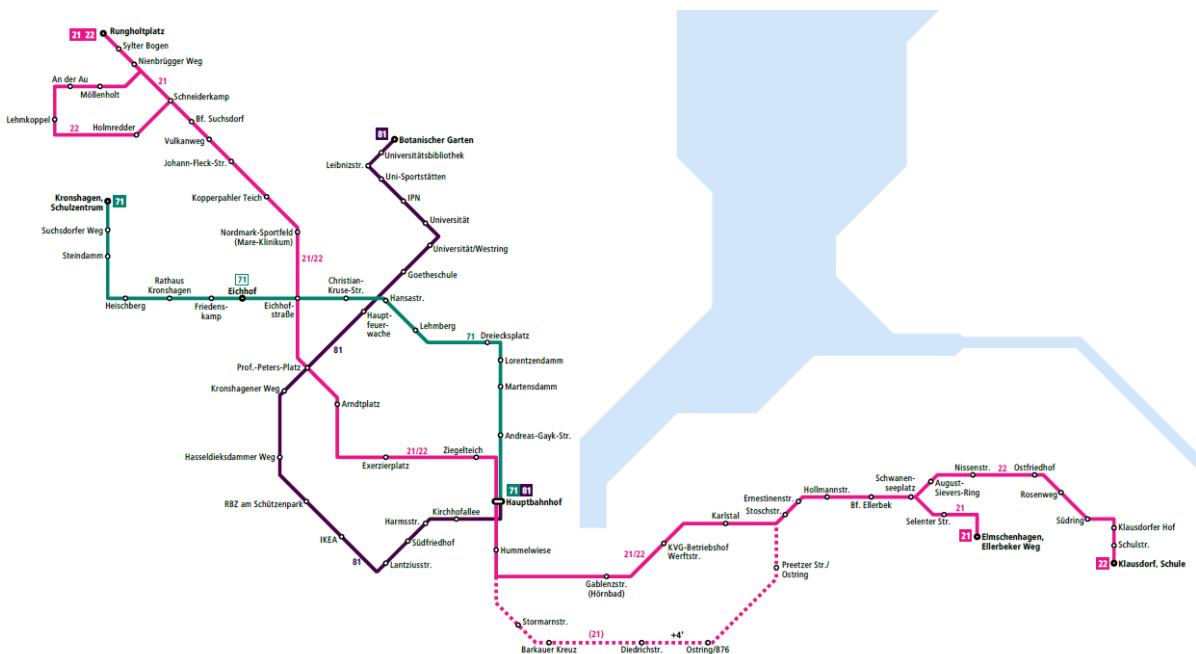 21 22
Rungholtplatz
Sylter Bogen
Nienbrügger Weg
An der Au
Möllenholt
21
Schneiderkamp
Lehmkoppel
22
Holmredder
Bf. Suchsdorf
Vulkanweg
Johann-Fleck-Str.
Kopperpahler Teich
81
Botanischer Garten
Universitätsbibliothek
Leibnizstr.
Uni-Sportstätten
IPN
Universität
Universität/Westring
Goetheschule
Kronshagen,
Schulzentrum
71
Suchsdorfer Weg
Steindamm
Nordmark-Sportfeld
(Mare-Klinikum)
21/22
Heischberg
Rathaus
Kronshagen
Friedens-
kamp
71
Eichhof
Eichhof-
straße
Christian-
Kruse-Str.
Hansastr.
Haupt-
feuer-
wache
Lehmberg
71
Dreiecksplatz
81
Lorentzendamm
Prof.-Peters-Platz
Martensdamm
Kronshagener Weg
Arndtplatz
Andreas-Gayk-Str.
21/22
Ziegelteich
Exerzierplatz
Hasseldieksdammer Weg
71 81
Hauptbahnhof
RBZ am Schützenpark
Kirchhofallee
Harmsstr.
IKEA
Südfriedhof
81
Lantziusstr.
Hummelwiese
21/22
Gablenzstr.
(Hörnbad)
KVG-Betriebshof
Werftstr.
Karlstal
Ernestinenstr.
Stoschstr.
Hollmannstr.
Bf. Ellerbek
Schwanen-
seeplatz
August-
Sievers-Ring
Nissenstr.
22
Ostfriedhof
Rosenweg
Südring
Klausdorfer Hof
Schulstr.
22
Klausdorf, Schule
21
Selenter Str.
21
Elmschenhagen,
Ellerbeker Weg
Preetzer Str./
Ostring
Stormarnstr.
Barkauer Kreuz
(21)
Diedrichstr.
+4'
Ostring/B76